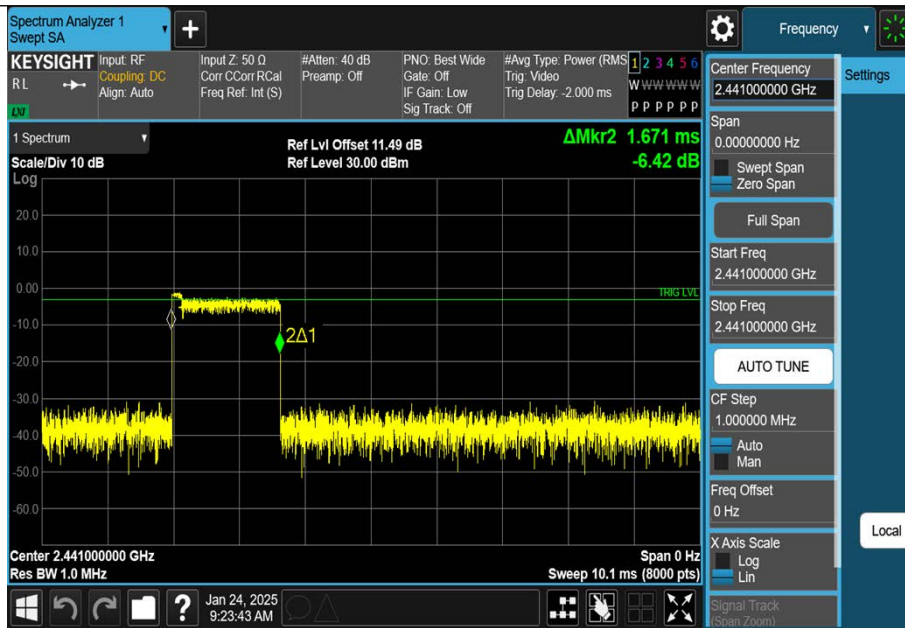 Spectrum Analyzer 1
Swept SA
+
Frequency
KEYSIGHT
RL
LXI
Input: RF
Coupling: DC
Align: Auto
Input Z: 50 Ω
Corr CCorr RCal
Freq Ref: Int (S)
#Atten: 40 dB
Preamp: Off
PNO: Best Wide
Gate: Off
IF Gain: Low
Sig Track: Off
#Avg Type: Power (RMS
Trig: Video
Trig Delay: -2.000 ms
1 2 3 4 5 6
W W W W W W
P P P P P P
1 Spectrum
Scale/Div 10 dB
Log
Ref Lvl Offset 11.49 dB
Ref Level 30.00 dBm
ΔMkr2 1.671 ms
-6.42 dB
20.0
10.0
0.00
-10.0
-20.0
-30.0
-40.0
-50.0
-60.0
TRIG LVL
2Δ1
Center 2.441000000 GHz
Res BW 1.0 MHz
Span 0 Hz
Sweep 10.1 ms (8000 pts)
Center Frequency
2.441000000 GHz
Settings
Span
0.00000000 Hz
Swept Span
Zero Span
Full Span
Start Freq
2.441000000 GHz
Stop Freq
2.441000000 GHz
AUTO TUNE
CF Step
1.000000 MHz
Auto
Man
Freq Offset
0 Hz
Local
X Axis Scale
Log
Lin
Signal Track
(Span Zoom)
?
Jan 24, 2025
9:23:43 AM